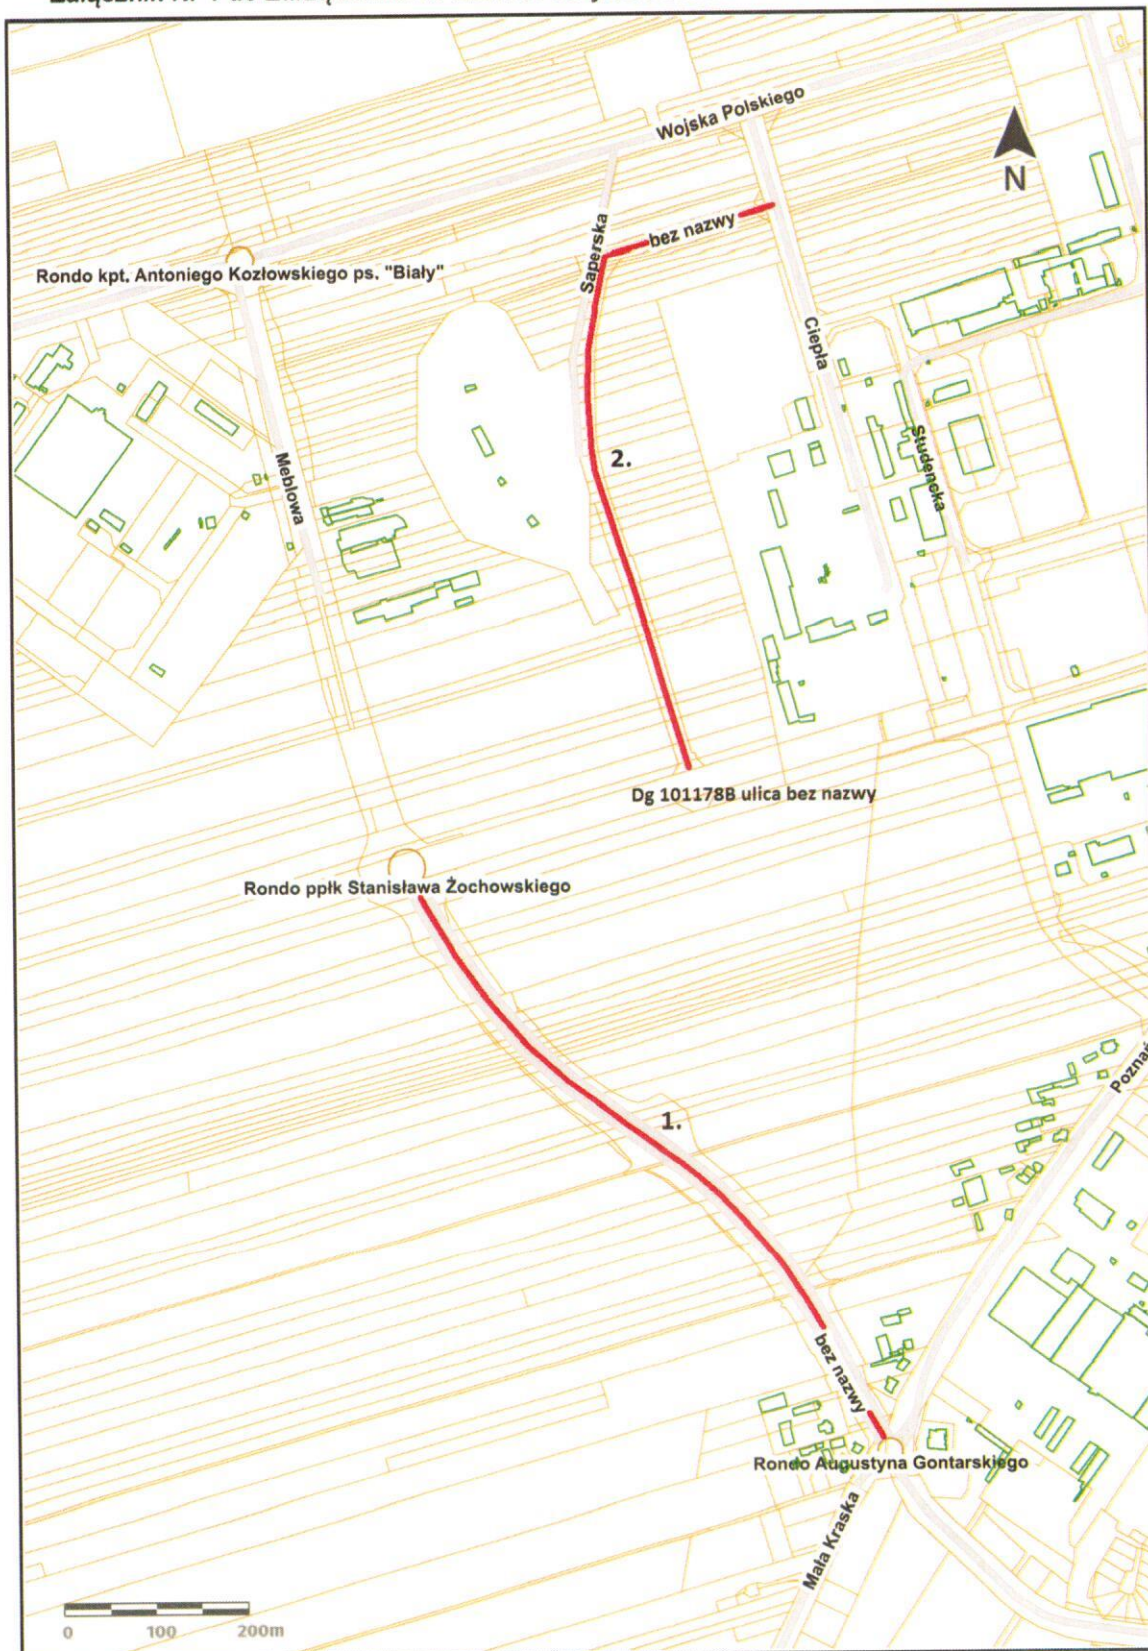 Wojska Polskiego
N
Saperska
bez nazwy
Rondo kpt. Antoniego Kozłowskiego ps. "Biały"
Ciepła
Meblowa
2.
Studencka
Dg 101178B ulica bez nazwy
Rondo ppłk Stanisława Żochowskiego
Poznań
1.
bez nazwy
Rondo Augustyna Gontarskiego
Mała Kraska
0 100 200m